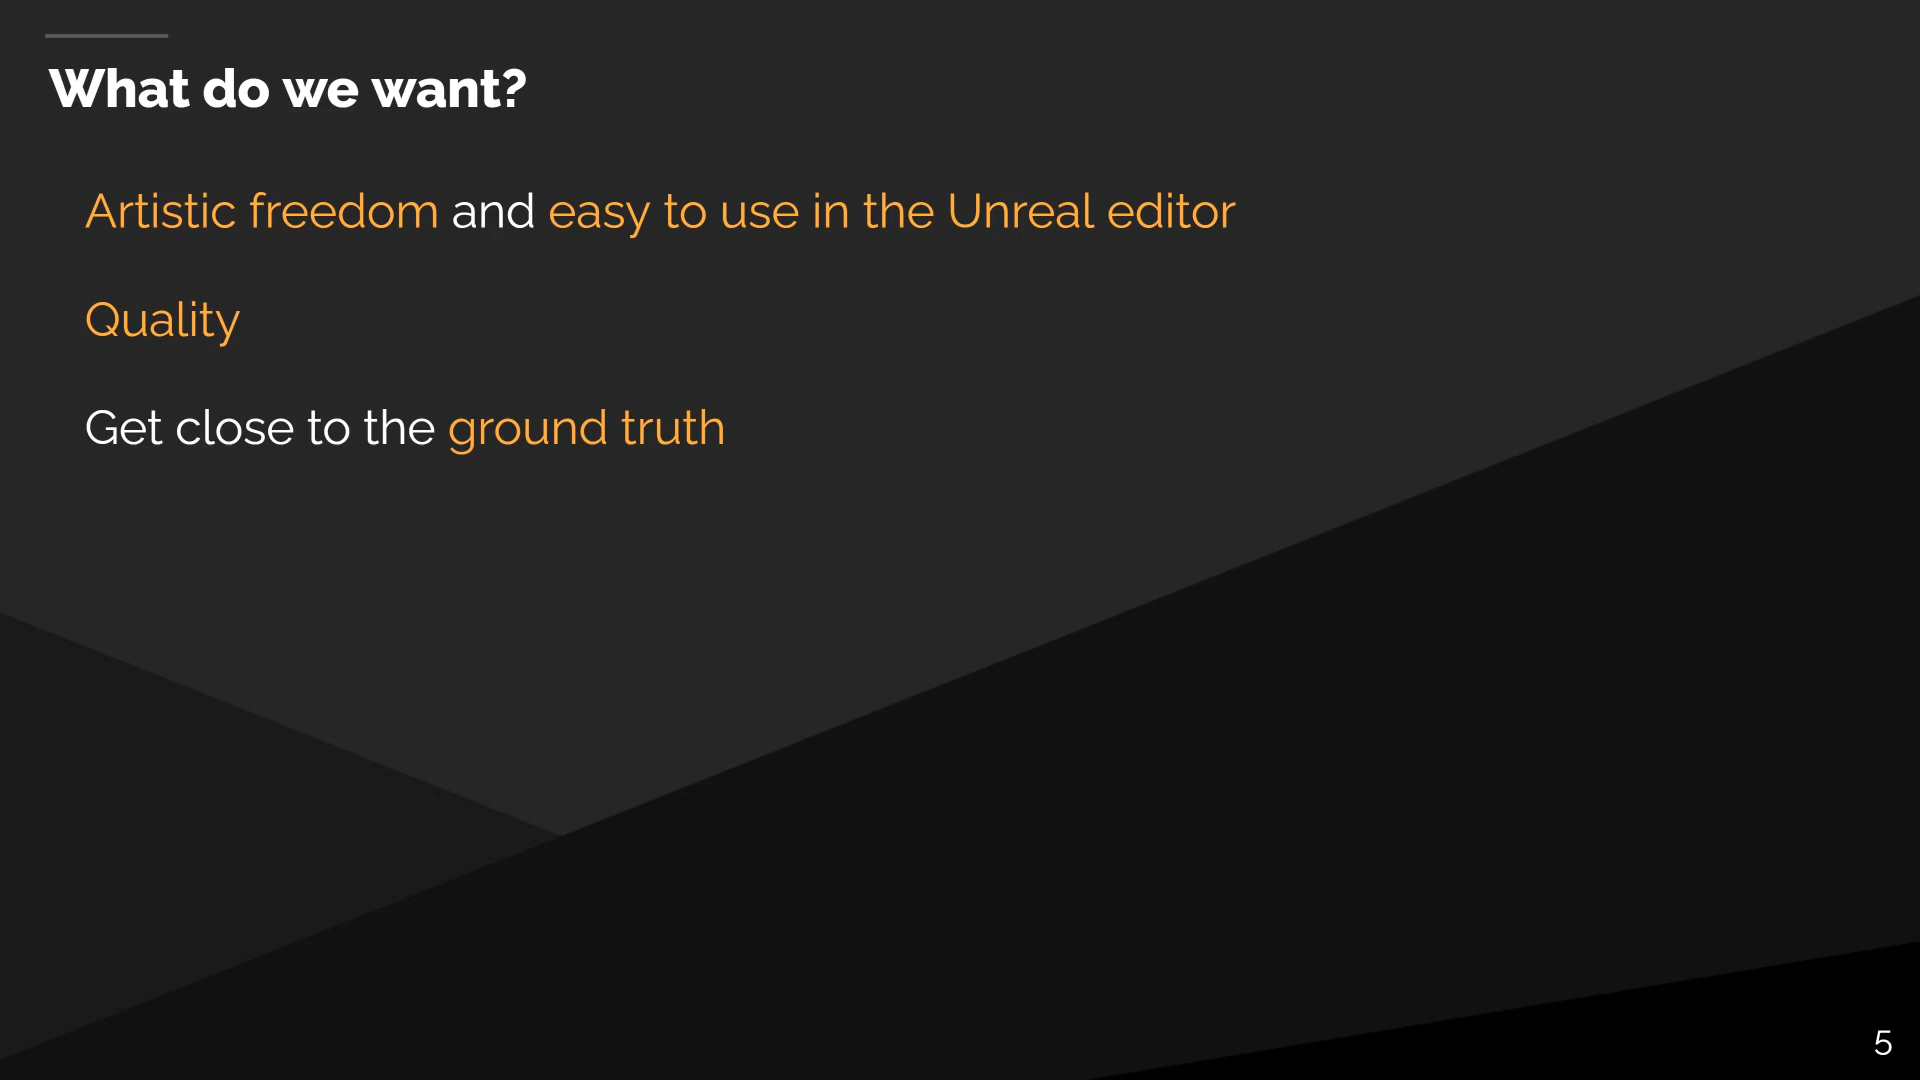 What do we want?
Artistic freedom and easy to use in the Unreal editor
Quality
Get close to the ground truth
5